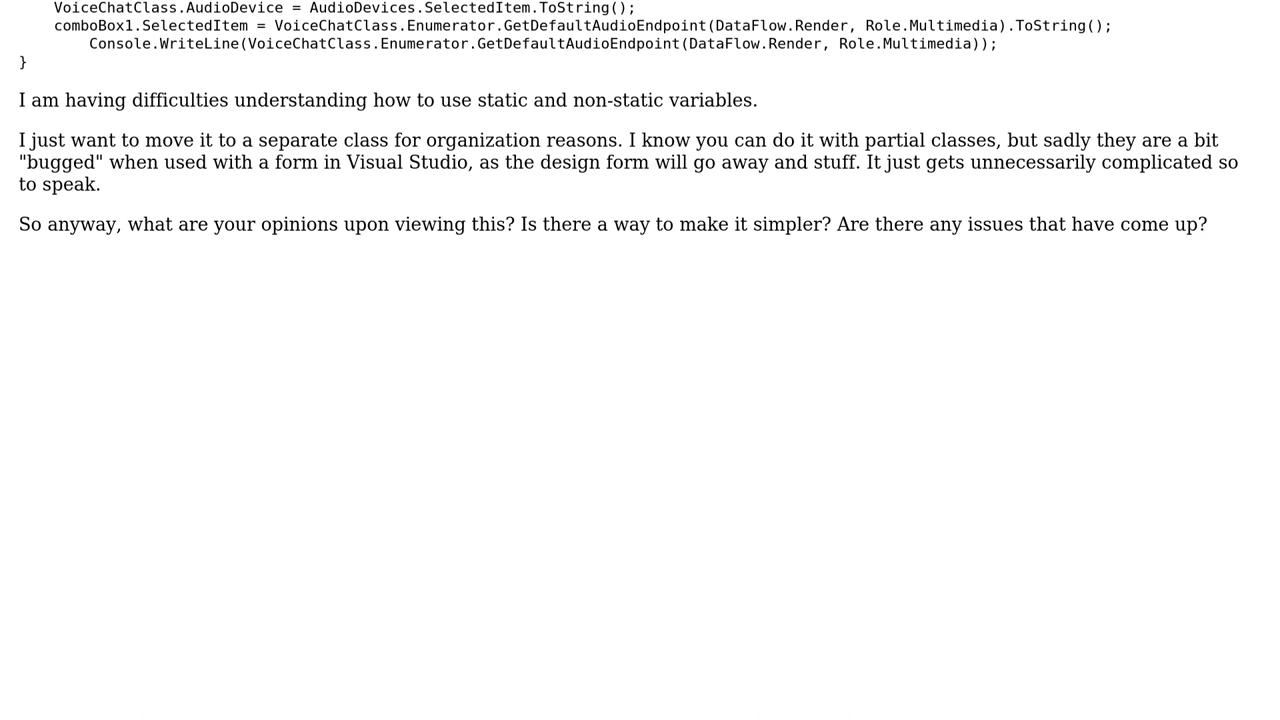 VoiceChatClass.AudioDevice = AudioDevices.SelectedItem.ToString();
comboBox1.SelectedItem = VoiceChatClass.Enumerator.GetDefaultAudioEndpoint(DataFlow.Render, Role.Multimedia).ToString();
Console.WriteLine(VoiceChatClass.Enumerator.GetDefaultAudioEndpoint(DataFlow.Render, Role.Multimedia));
}
I am having difficulties understanding how to use static and non-static variables.
I just want to move it to a separate class for organization reasons. I know you can do it with partial classes, but sadly they are a bit
"bugged" when used with a form in Visual Studio, as the design form will go away and stuff. It just gets unnecessarily complicated so
to speak.
So anyway, what are your opinions upon viewing this? Is there a way to make it simpler? Are there any issues that have come up?